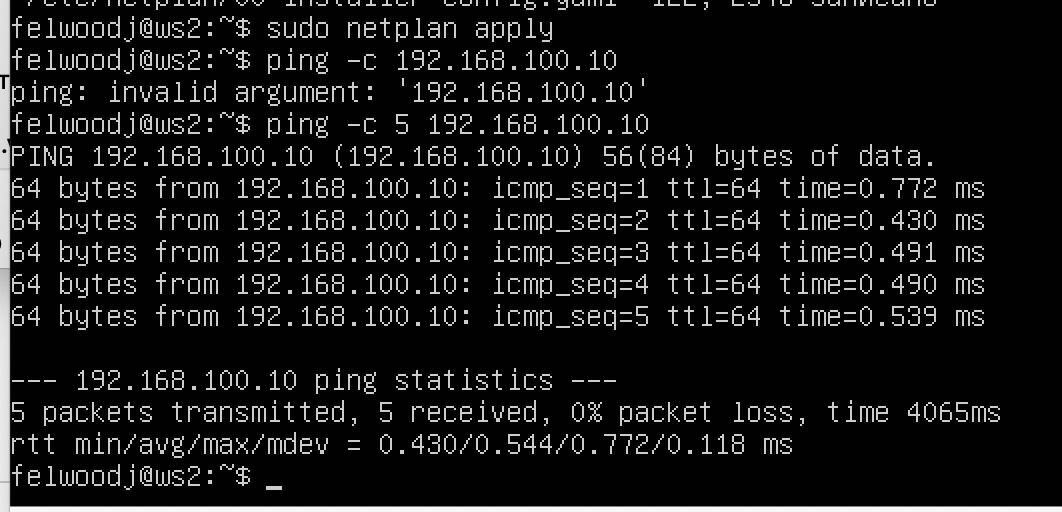 /etc/netplan/00-installer-config.yaml" 12L,
felwoodj@ws2:~$ sudo netplan apply
felwoodj@ws2:~$ ping -c 192.168.100.10
ping: invalid argument: '192.168.100.10'
felwoodj@ws2:~$ ping -c 5 192.168.100.10
PING 192.168.100.10 (192.168.100.10) 56(84) bytes of data.
64 bytes from 192.168.100.10: icmp_seq=1 ttl=64 time=0.772 ms
64 bytes from 192.168.100.10: icmp_seq=2 ttl=64 time=0.430 ms
64 bytes from 192.168.100.10: icmp_seq=3 ttl=64 time=0.491 ms
64 bytes from 192.168.100.10: icmp_seq=4 ttl=64 time=0.490 ms
64 bytes from 192.168.100.10: icmp_seq=5 ttl=64 time=0.539 ms
--- 192.168.100.10 ping statistics ---
5 packets transmitted, 5 received, 0% packet loss, time 4065ms
rtt min/avg/max/mdev = 0.430/0.544/0.772/0.118 ms
felwoodj@ws2:~$ _